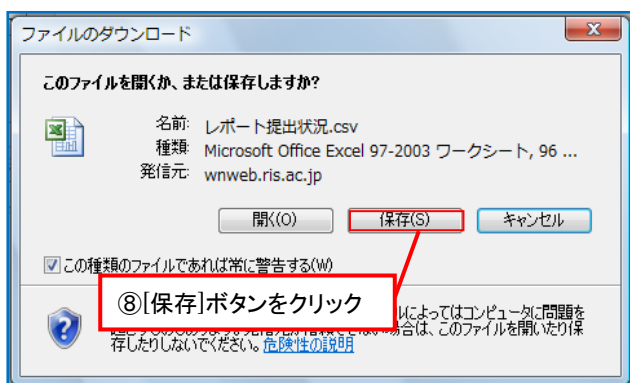 ファイルのダウンロード
このファイルを開くか、または保存しますか?
名前: レポート提出状況.csv
種類: Microsoft Office Excel 97-2003 ワークシート, 96 ...
発信元: wnweb.ris.ac.jp
開く(O) 保存(S) キャンセル
この種類のファイルであれば常に警告する(W)
⑧[保存]ボタンをクリック
によってはコンピュータに問題を
場合は、このファイルを開いたり保
存したりしないでください。危険性の説明